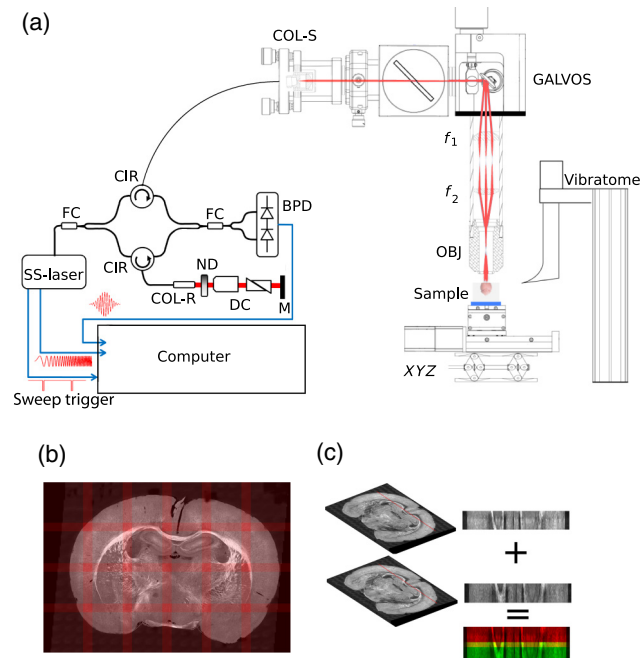 (a)
COL-S
GALVOS
f1
CIR
f2
Vibratome
FC
FC
BPD
OBJ
CIR
SS-laser
ND
Sample
COL-R
DC
M
Computer
XYZ
Sweep trigger
(b)
(c)
+
=